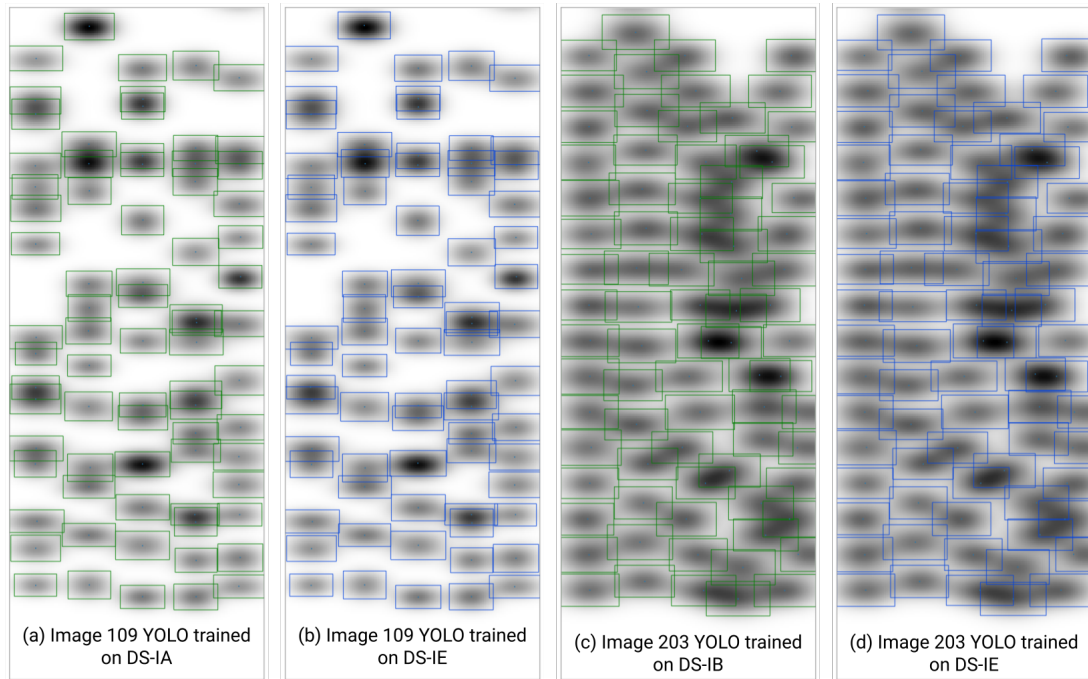 (a) Image 109 YOLO trained
on DS-IA
(b) Image 109 YOLO trained
on DS-IE
(c) Image 203 YOLO trained
on DS-IB
(d) Image 203 YOLO trained
on DS-IE